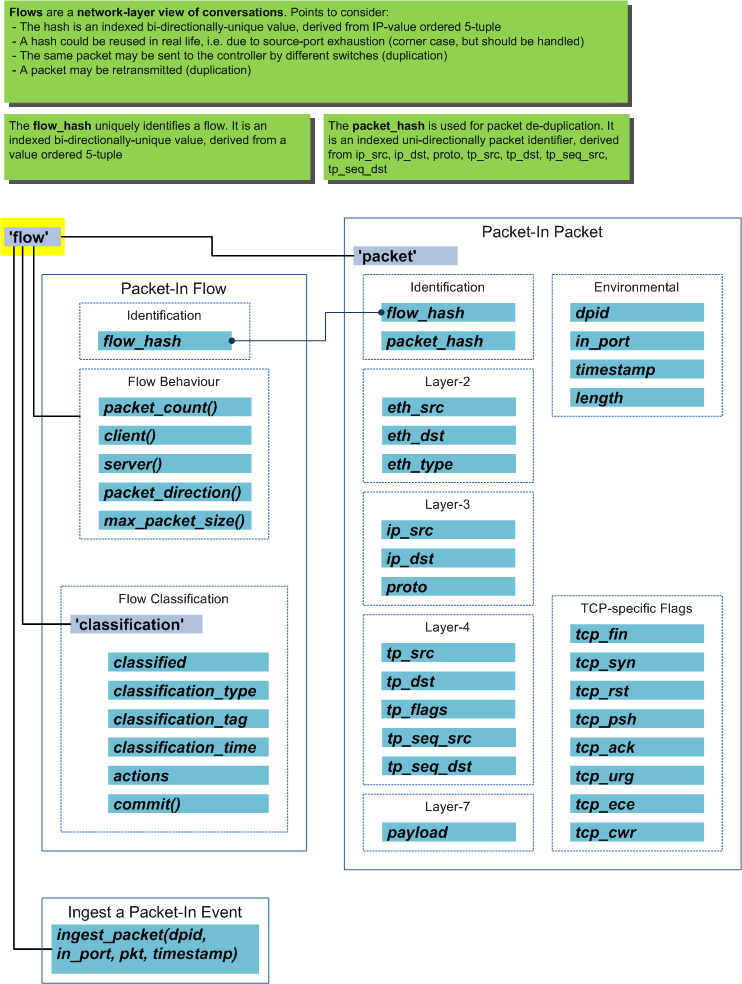 Flows are a network-layer view of conversations. Points to consider:
- The hash is an indexed bi-directionally-unique value, derived from IP-value ordered 5-tuple
- A hash could be reused in real life, i.e. due to source-port exhaustion (corner case, but should be handled)
- The same packet may be sent to the controller by different switches (duplication)
- A packet may be retransmitted (duplication)
The flow_hash uniquely identifies a flow. It is an
indexed bi-directionally-unique value, derived from a
value ordered 5-tuple
The packet_hash is used for packet de-duplication. It
is an indexed uni-directionally packet identifier, derived
from ip_src, ip_dst, proto, tp_src, tp_dst, tp_seq_src,
tp_seq_dst
'flow'
Packet-In Flow
Identification
flow_hash
Flow Behaviour
packet_count()
client()
server()
packet_direction()
max_packet_size()
Flow Classification
'classification'
classified
classification_type
classification_tag
classification_time
actions
commit()
Ingest a Packet-In Event
ingest_packet(dpid,
in_port, pkt, timestamp)
Packet-In Packet
'packet'
Identification
flow_hash
packet_hash
Layer-2
eth_src
eth_dst
eth_type
Layer-3
ip_src
ip_dst
proto
Layer-4
tp_src
tp_dst
tp_flags
tp_seq_src
tp_seq_dst
Layer-7
payload
Environmental
dpid
in_port
timestamp
length
TCP-specific Flags
tcp_fin
tcp_syn
tcp_rst
tcp_psh
tcp_ack
tcp_urg
tcp_ece
tcp_cwr